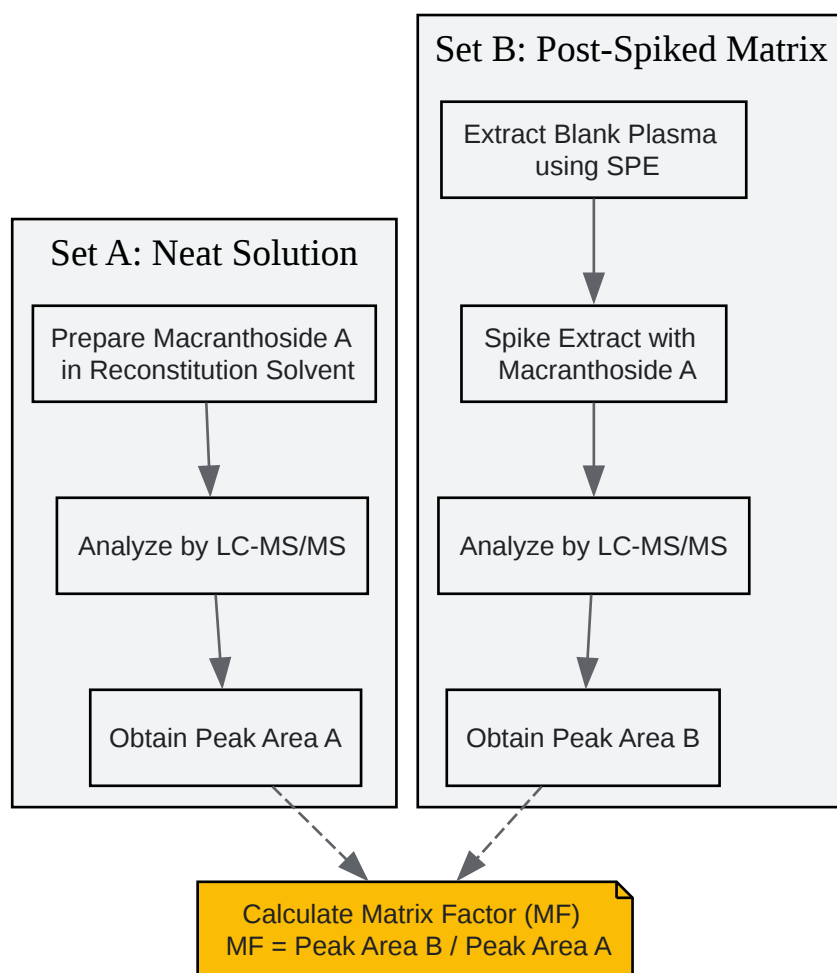 Set A: Neat Solution
Prepare Macranthoside A
in Reconstitution Solvent
Analyze by LC-MS/MS
Obtain Peak Area A
Set B: Post-Spiked Matrix
Extract Blank Plasma
using SPE
Spike Extract with
Macranthoside A
Analyze by LC-MS/MS
Obtain Peak Area B
Calculate Matrix Factor (MF)
MF = Peak Area B / Peak Area A